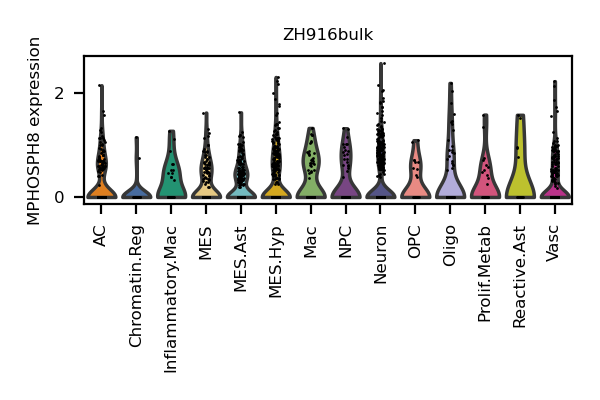 ZH916bulk
MPHOSPH8 expression
2
0
AC
Chromatin.Reg
Inflammatory.Mac
MES
MES.Ast
MES.Hyp
Mac
NPC
Neuron
OPC
Oligo
Prolif.Metab
Reactive.Ast
Vasc